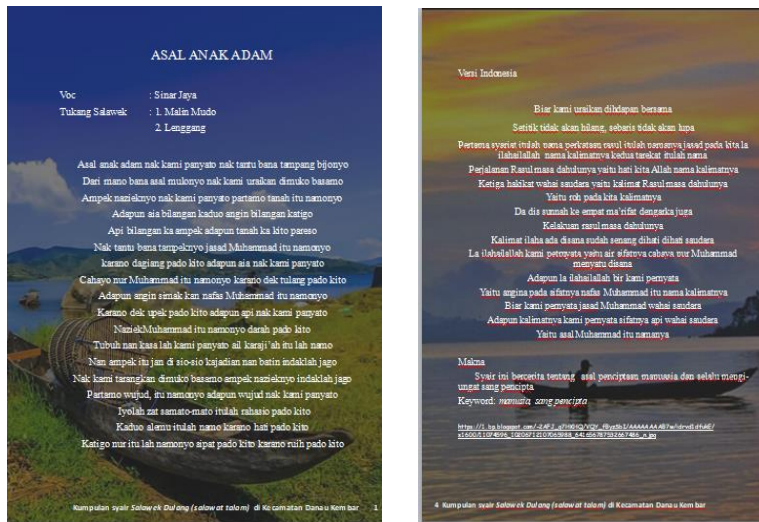 ASAL ANAK ADAM
Voc : Sinar Jaya
Tukang Salawek : 1. Malin Mudo
2. Lenggang
Asal anak adam nak kami panyato nak tantu bana tampang bijonyo
Dari mano bana asal mulonyo nak kami uraikan dimuko basamo
Ampek nazieknyo nak kami panyato partamo tanah itu namonyo
Adapun aia bilangan kaduo angin bilangan katigo
Api bilangan ka ampek adapun tanah ka kito pareso
Nak tantu bana tampeknyo jasad Muhammad itu namonyo
karano dagiang pado kito adapun aia nak kami panyato
Cahayo nur Muhammad itu namonyo karano dek tulang pado kito
Adapun angin simak kan nafas Muhammad itu namonyo
Karano dek upek pado kito adapun api nak kami panyato
NaziekMuhammad itu namonyo darah pado kito
Tubuh nan kasa lah kami panyato ail karaji'ah itu lah namo
Nan ampek itu jan di sio-sio kajadian nan batin indaklah jago
Nak kami tarangkan dimuko basamo ampek nazieknyo indaklah jago
Partamo wujud, itu namonyo adapun wujud nak kami panyato
Iyolah zat samato-mato itulah rahasio pado kito
Kaduo alemu itulah namo karano hati pado kito
Katigo nur itu lah namonyo sipat pado kito karano ruih pado kito
Kumpulan syair Salawek Dulang (salawat talam) di Kecamatan Danau Kembar 1
Versi Indonesia
Biar kami uraikan dihdapan bersama
Setitik tidak akan hilang, sebaris tidak akan lupa
Pertama syariat itulah nama perkataan rasul itulah namanya jasad pada kita la
ilahailallah nama kalimatnya kedua tarekat itulah nama
Perjalanan Rasul masa dahulunya yaitu hati kita Allah nama kalimatnya
Ketiga hakikat wahai saudara yaitu kalimat Rasul masa dahulunya
Yaitu roh pada kita kalimatnya
Da dis sunnah ke empat ma'rifat dengarka juga
Kelakuan rasul masa dahulunya
Kalimat ilaha ada disana sudah senang dihati dihati saudara
La ilahailallah kami petnyata yaitu air sifatnya cahaya nur Muhammad
menyatu disana
Adapun la ilahailallah bir kami pernyata
Yaitu angina pada sifatnya nafas Muhammad itu nama kalimatnya
Biar kami pernyata jasad Muhammad wahai saudara
Adapun kalimatnya kami pernyata sifatnya api wahai saudara
Yaitu asal Muhammad itu namanya
Makna
Syair ini bercerita tentang asal penciptaan manusia dan selalu mengi-
ngat sang pencipta
Keyword: manusia, sang pencipta
4 Kumpulan syair Salawek Dulang (salawat talam) di Kecamatan Danau Kembar